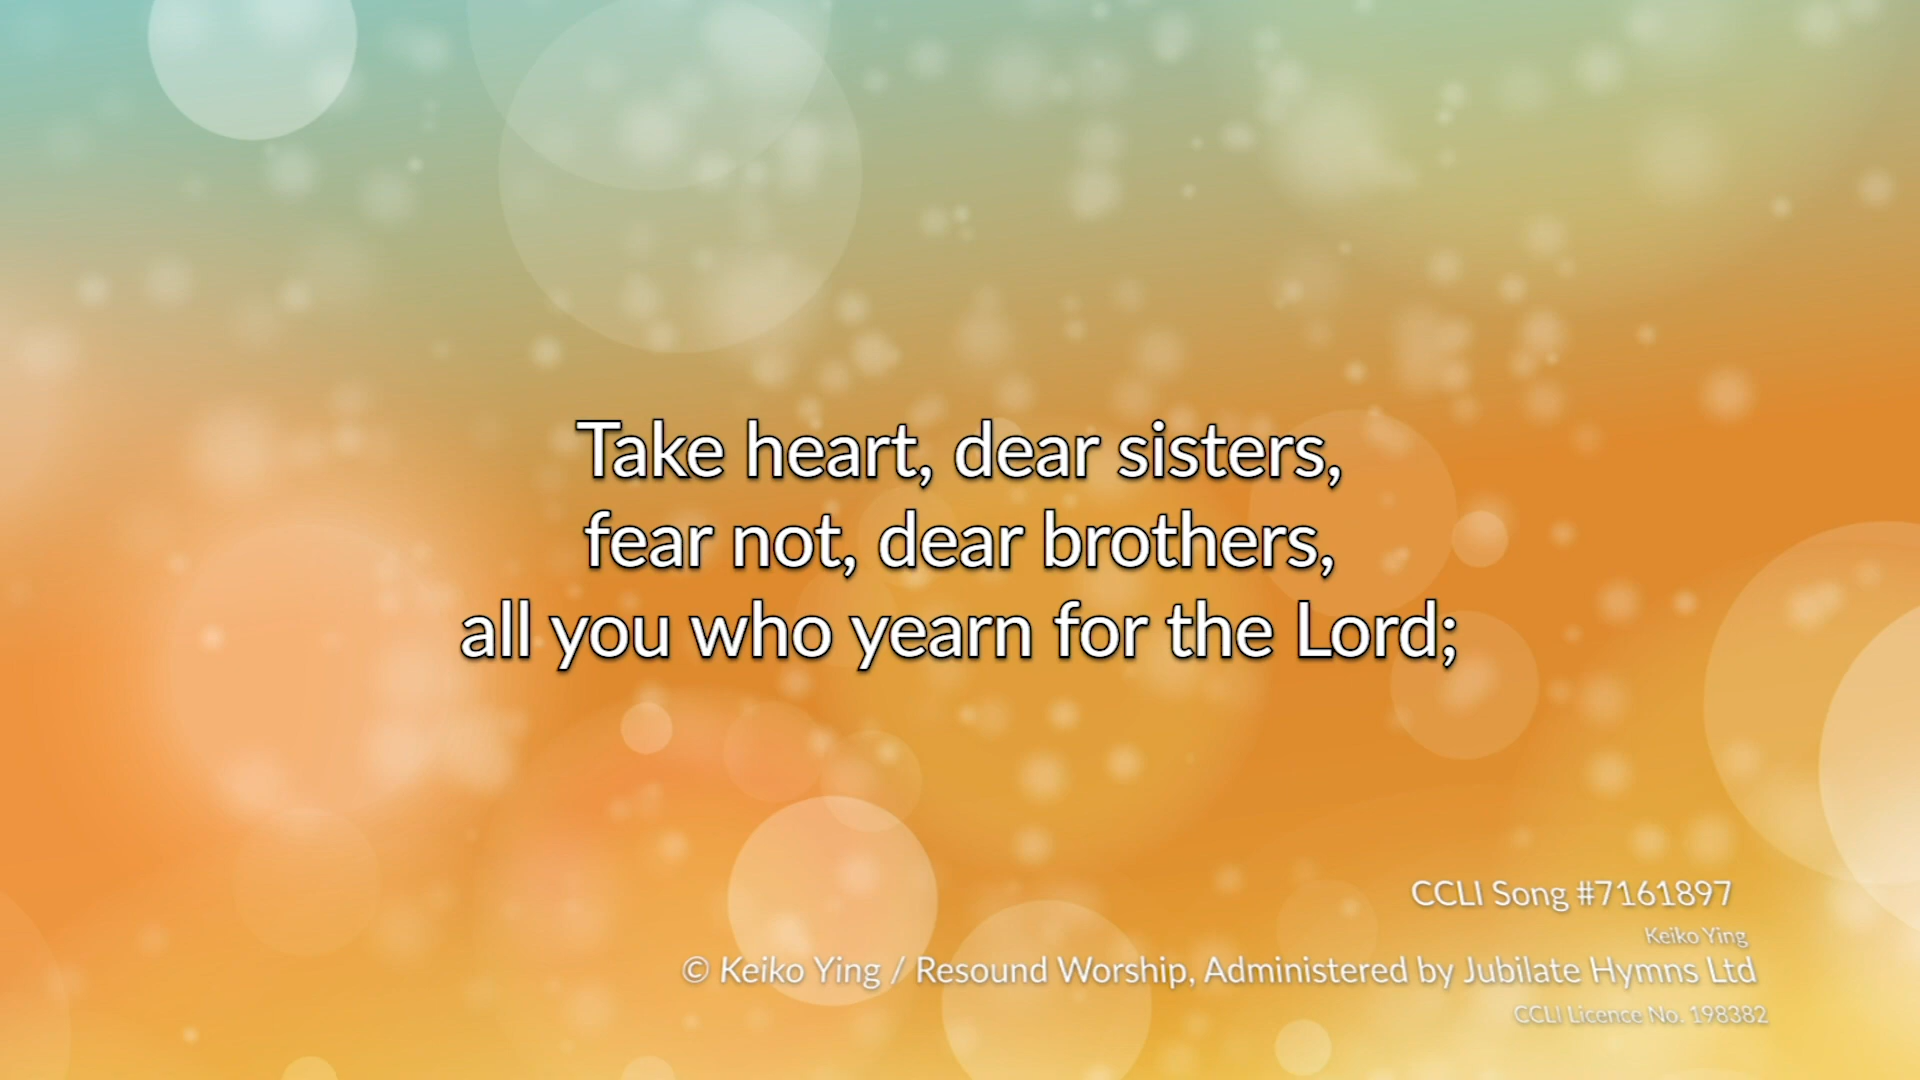 Take heart, dear sisters,
fear not, dear brothers,
all you who yearn for the Lord;
CCLI Song #7161897
Keiko Ying
© Keiko Ying / Resound Worship, Administered by Jubilate Hymns Ltd
CCLI Licence No. 198382